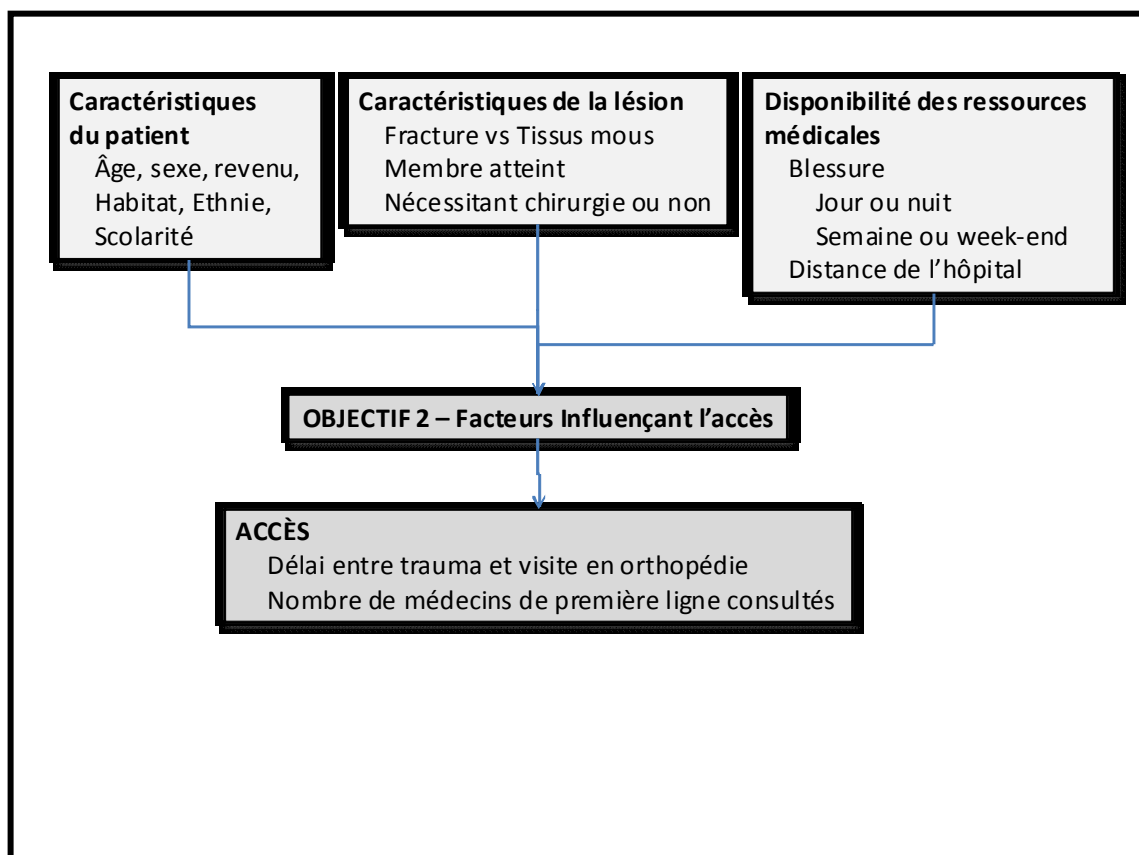 Caractéristiques
du patient
Âge, sexe, revenu,
Habitat, Ethnie,
Scolarité
Caractéristiques de la lésion
Fracture vs Tissus mous
Membre atteint
Nécessitant chirurgie ou non
Disponibilité des ressources
médicales
Blessure
Jour ou nuit
Semaine ou week-end
Distance de l'hôpital
OBJECTIF 2 – Facteurs Influençant l'accès
ACCÈS
Délai entre trauma et visite en orthopédie
Nombre de médecins de première ligne consultés